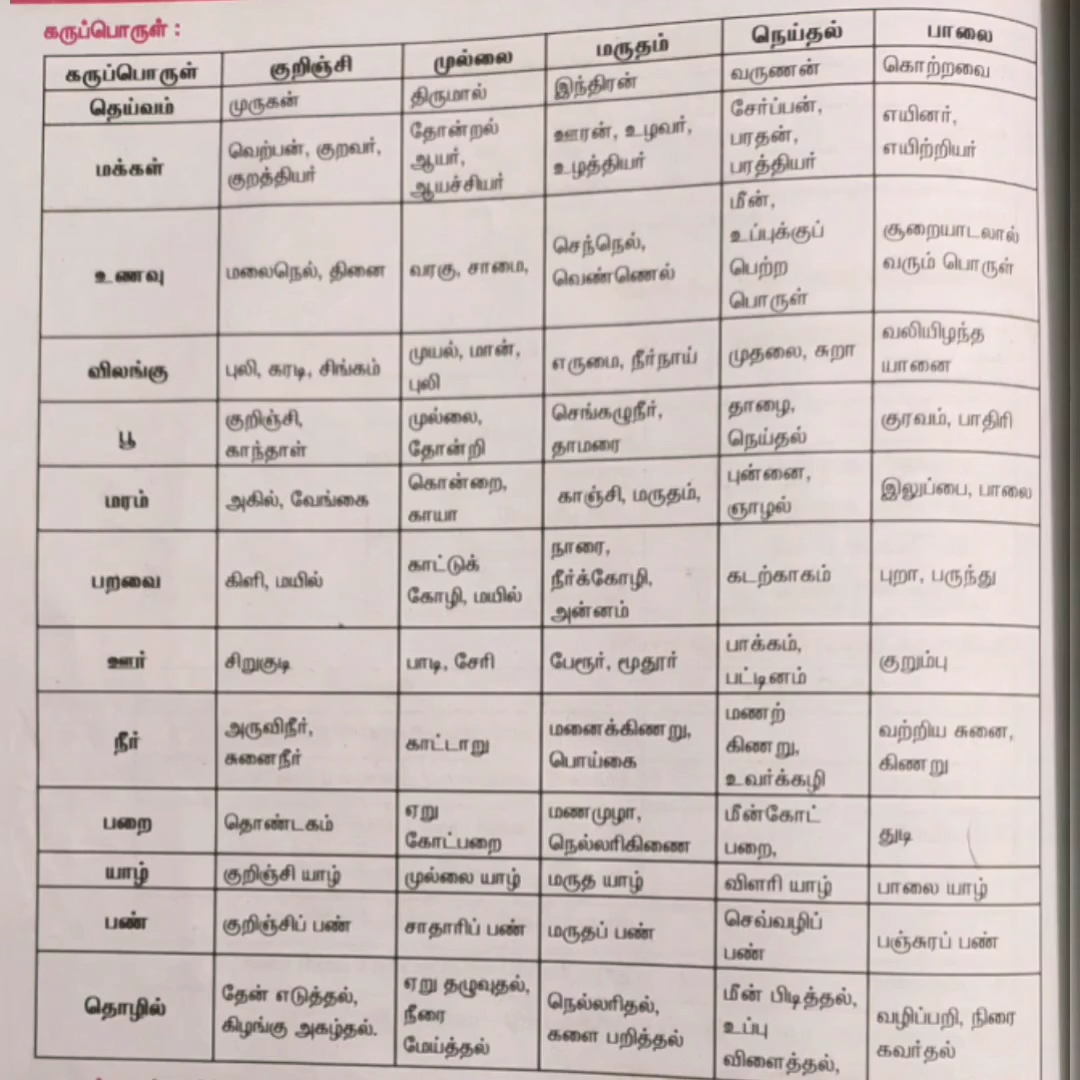 கருப்பொருள் :
கருப்பொருள் குறிஞ்சி முல்லை மருதம் நெய்தல் பாலை
தெய்வம் முருகன் திருமால் இந்திரன் வருணன் கொற்றவை
மக்கள் வெற்பன், குறவர், குறத்தியர் தோன்றல் ஆயர், ஆயச்சியர் ஊரன், உழவர், உழத்தியர் சேர்ப்பன், பரதன், பரத்தியர் எயினர், எயிற்றியர்
உணவு மலைநெல், தினை வரகு, சாமை, செந்நெல், வெண்ணெல் மீன், உப்புக்குப் பெற்ற பொருள் சூறையாடலால் வரும் பொருள்
விலங்கு புலி, கரடி, சிங்கம் முயல், மான், புலி எருமை, நீர்நாய் முதலை, சுறா வலியிழந்த யானை
பூ குறிஞ்சி, காந்தாள் முல்லை, தோன்றி செங்கழுநீர், தாமரை தாழை, நெய்தல் குரவம், பாதிரி
மரம் அகில், வேங்கை கொன்றை, காயா காஞ்சி, மருதம், புன்னை, ஞாழல் இலுப்பை, பாலை
பறவை கிளி, மயில் காட்டுக் கோழி, மயில் நாரை, நீர்க்கோழி, அன்னம் கடற்காகம் புறா, பருந்து
ஊர் சிறுகுடி பாடி, சேரி பேரூர், மூதூர் பாக்கம், பட்டினம் குறும்பு
நீர் அருவிநீர், சுனைநீர் காட்டாறு மனைக்கிணறு, பொய்கை மணற் கிணறு, உவர்க்கழி வற்றிய சுனை, கிணறு
பறை தொண்டகம் ஏறு கோட்பறை மணமுழா, நெல்லரிகிணை மீன்கோட் பறை, துடி
யாழ் குறிஞ்சி யாழ் முல்லை யாழ் மருத யாழ் விளரி யாழ் பாலை யாழ்
பண் குறிஞ்சிப் பண் சாதாரிப் பண் மருதப் பண் செவ்வழிப் பண் பஞ்சுரப் பண்
தொழில் தேன் எடுத்தல், கிழங்கு அகழ்தல். ஏறு தழுவுதல், நீரை மேய்த்தல் நெல்லரிதல், களை பறித்தல் மீன் பிடித்தல், உப்பு விளைத்தல், வழிப்பறி, நிரை கவர்தல்